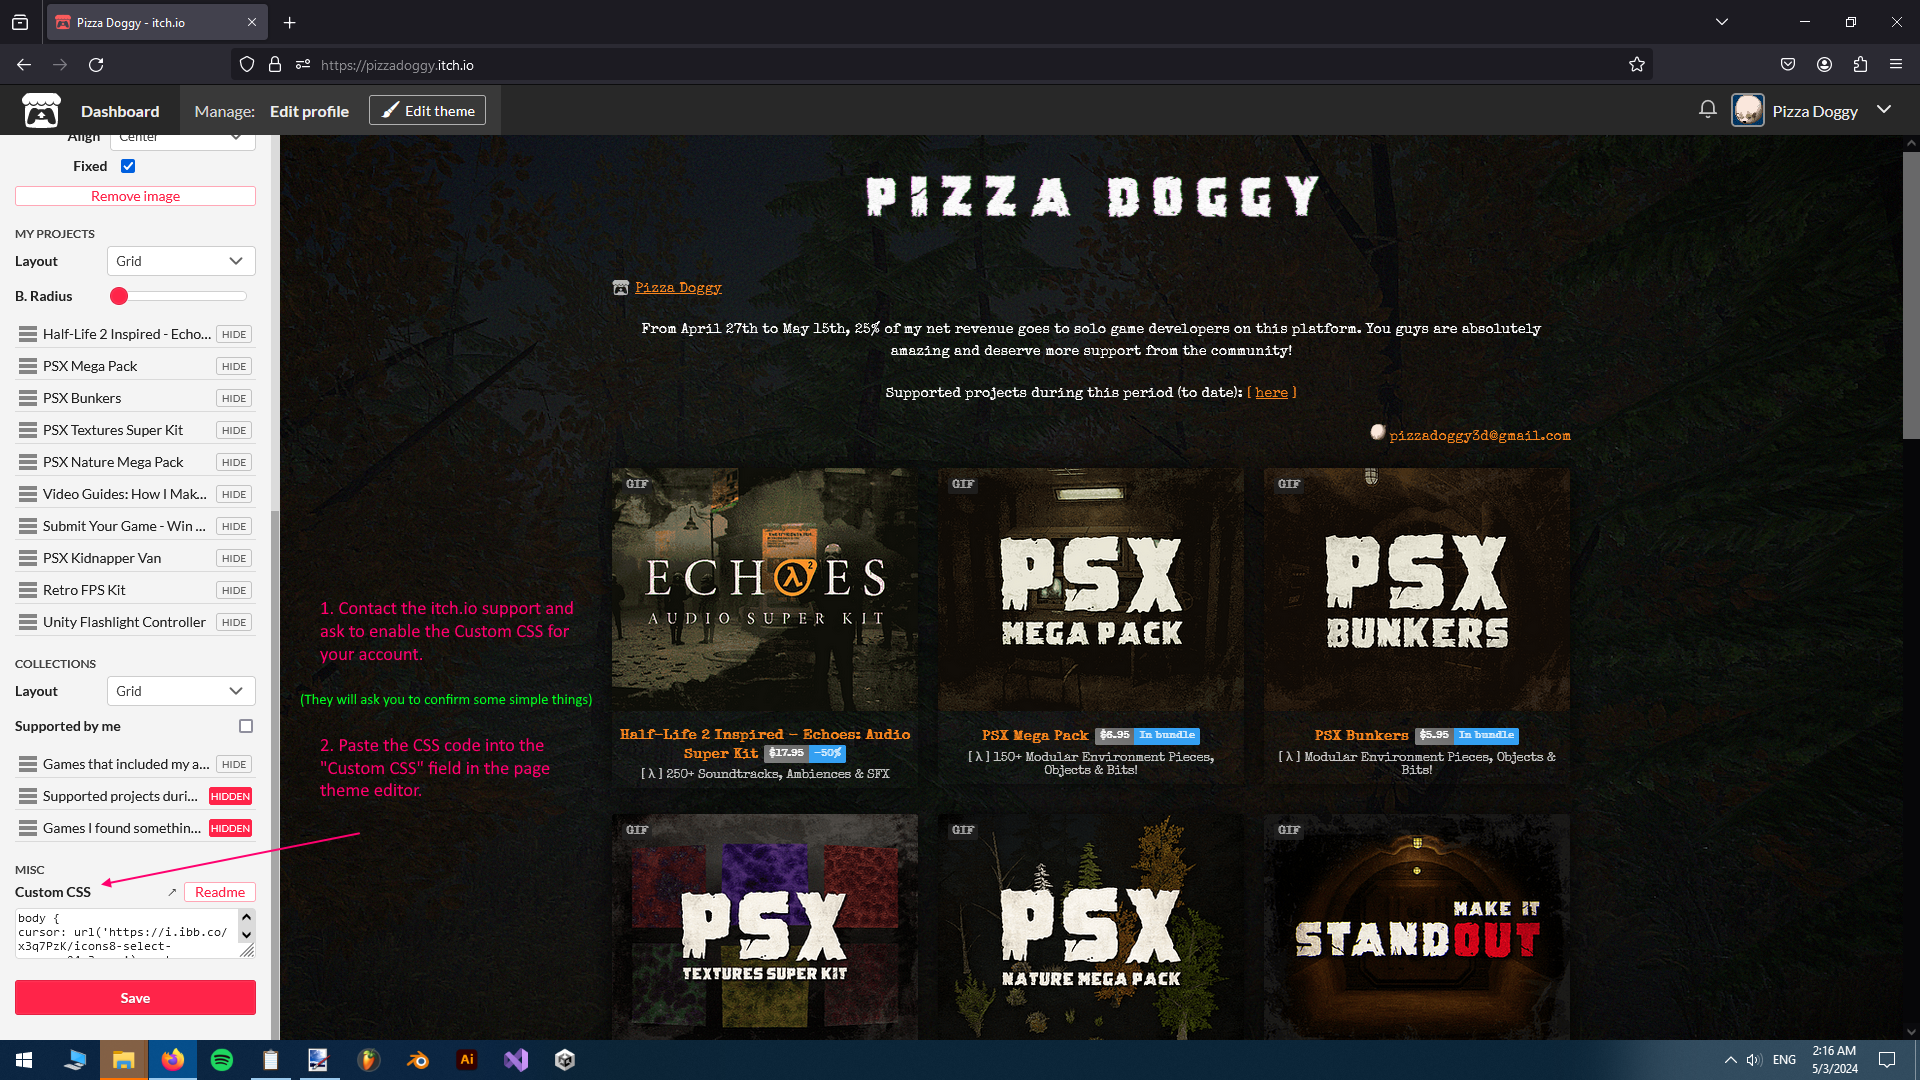 Pizza Doggy - itch.io
https://pizzadoggy.itch.io
Dashboard
Manage:
Edit profile
Edit theme
Pizza Doggy
Align
Center
Fixed
Remove image
MY PROJECTS
Layout
Grid
B. Radius
Half-Life 2 Inspired - Echo... HIDE
PSX Mega Pack HIDE
PSX Bunkers HIDE
PSX Textures Super Kit HIDE
PSX Nature Mega Pack HIDE
Video Guides: How I Mak... HIDE
Submit Your Game - Win ... HIDE
PSX Kidnapper Van HIDE
Retro FPS Kit HIDE
Unity Flashlight Controller HIDE
COLLECTIONS
Layout
Grid
Supported by me
Games that included my a... HIDE
Supported projects duri... HIDDEN
Games I found somethin... HIDDEN
MISC
Custom CSS
Readme
body {
cursor: url('https://i.ibb.co/
x3q7PzK/icons8-select-
Save
1. Contact the itch.io support and
ask to enable the Custom CSS for
your account.
(They will ask you to confirm some simple things)
2. Paste the CSS code into the
"Custom CSS" field in the page
theme editor.
PIZZA DOGGY
Pizza Doggy
From April 27th to May 15th, 25% of my net revenue goes to solo game developers on this platform. You guys are absolutely
amazing and deserve more support from the community!
Supported projects during this period (to date): [ here ]
pizzadoggy3d@gmail.com
GIF
ECHOES
2
AUDIO SUPER KIT
Half-Life 2 Inspired - Echoes: Audio
Super Kit $17.95 -50%
[ λ ] 250+ Soundtracks, Ambiences & SFX
GIF
PSX
MEGA PACK
PSX Mega Pack $6.95 In bundle
[ λ ] 150+ Modular Environment Pieces,
Objects & Bits!
GIF
PSX
BUNKERS
PSX Bunkers $5.95 In bundle
[ λ ] Modular Environment Pieces, Objects &
Bits!
GIF
PSX
TEXTURES SUPER KIT
GIF
PSX
NATURE MEGA PACK
GIF
MAKE IT
STANDOUT
Ai
ENG
2:16 AM
5/3/2024